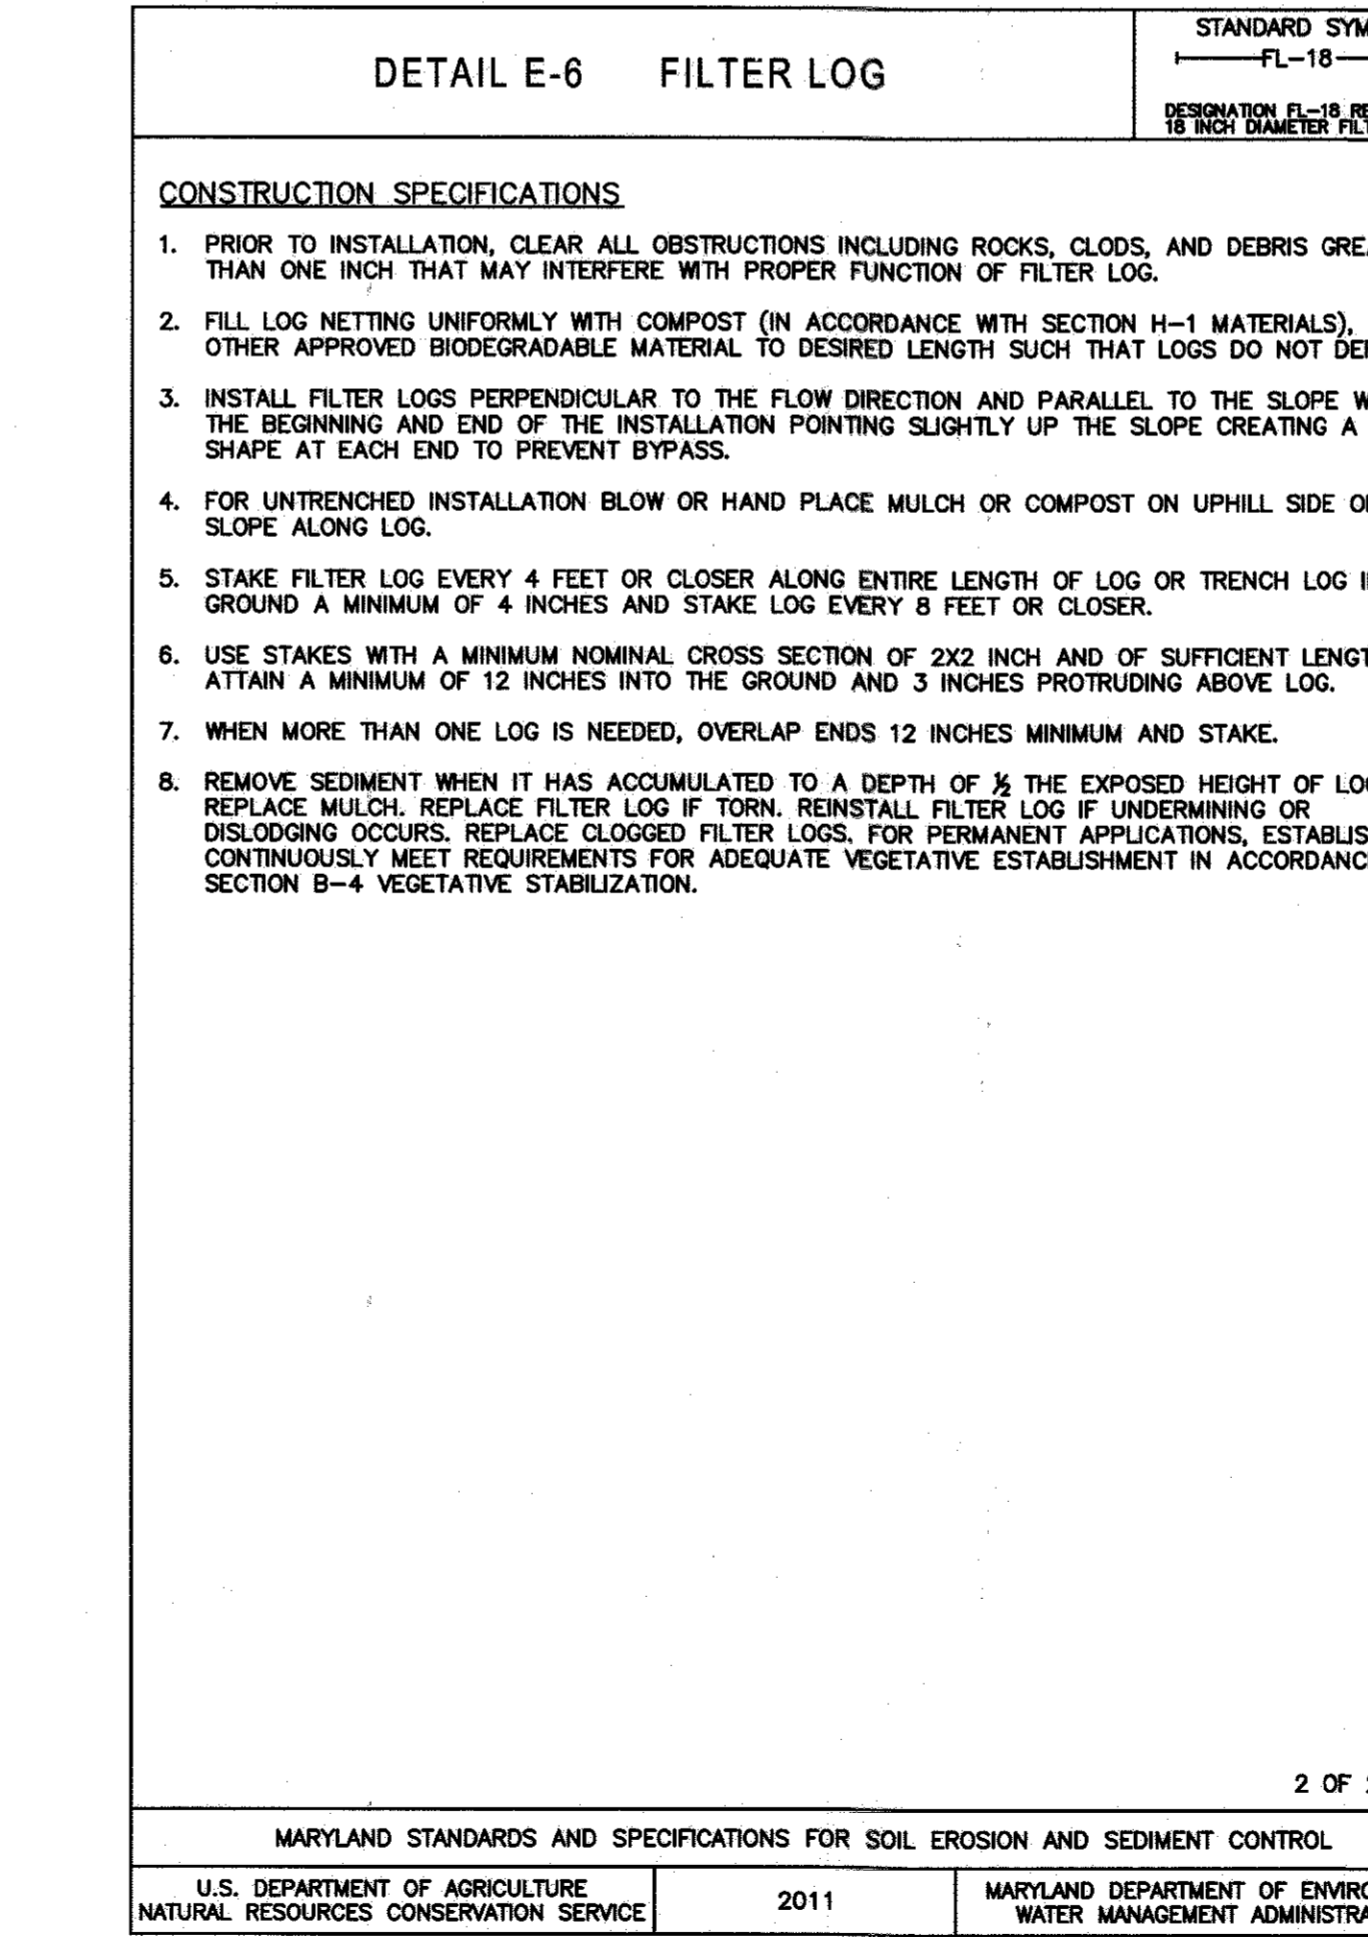 DETAIL E-6 FILTER LOG
STANDARD SYM
FL-18
DESIGNATION FL-18 RE
18 INCH DIAMETER FIL
CONSTRUCTION SPECIFICATIONS
1. PRIOR TO INSTALLATION, CLEAR ALL OBSTRUCTIONS INCLUDING ROCKS, CLODS, AND DEBRIS GREA
THAN ONE INCH THAT MAY INTERFERE WITH PROPER FUNCTION OF FILTER LOG.
2. FILL LOG NETTING UNIFORMLY WITH COMPOST (IN ACCORDANCE WITH SECTION H-1 MATERIALS),
OTHER APPROVED BIODEGRADABLE MATERIAL TO DESIRED LENGTH SUCH THAT LOGS DO NOT DEF
3. INSTALL FILTER LOGS PERPENDICULAR TO THE FLOW DIRECTION AND PARALLEL TO THE SLOPE W
THE BEGINNING AND END OF THE INSTALLATION POINTING SLIGHTLY UP THE SLOPE CREATING A
SHAPE AT EACH END TO PREVENT BYPASS.
4. FOR UNTRENCHED INSTALLATION BLOW OR HAND PLACE MULCH OR COMPOST ON UPHILL SIDE O
SLOPE ALONG LOG.
5. STAKE FILTER LOG EVERY 4 FEET OR CLOSER ALONG ENTIRE LENGTH OF LOG OR TRENCH LOG I
GROUND A MINIMUM OF 4 INCHES AND STAKE LOG EVERY 8 FEET OR CLOSER.
6. USE STAKES WITH A MINIMUM NOMINAL CROSS SECTION OF 2X2 INCH AND OF SUFFICIENT LENGT
ATTAIN A MINIMUM OF 12 INCHES INTO THE GROUND AND 3 INCHES PROTRUDING ABOVE LOG.
7. WHEN MORE THAN ONE LOG IS NEEDED, OVERLAP ENDS 12 INCHES MINIMUM AND STAKE.
8. REMOVE SEDIMENT WHEN IT HAS ACCUMULATED TO A DEPTH OF ½ THE EXPOSED HEIGHT OF LO
REPLACE MULCH. REPLACE FILTER LOG IF TORN. REINSTALL FILTER LOG IF UNDERMINING OR
DISLODGING OCCURS. REPLACE CLOGGED FILTER LOGS. FOR PERMANENT APPLICATIONS, ESTABLIS
CONTINUOUSLY MEET REQUIREMENTS FOR ADEQUATE VEGETATIVE ESTABLISHMENT IN ACCORDANC
SECTION B-4 VEGETATIVE STABILIZATION.
2 OF
MARYLAND STANDARDS AND SPECIFICATIONS FOR SOIL EROSION AND SEDIMENT CONTROL
U.S. DEPARTMENT OF AGRICULTURE
NATURAL RESOURCES CONSERVATION SERVICE
2011
MARYLAND DEPARTMENT OF ENVIRO
WATER MANAGEMENT ADMINISTRA